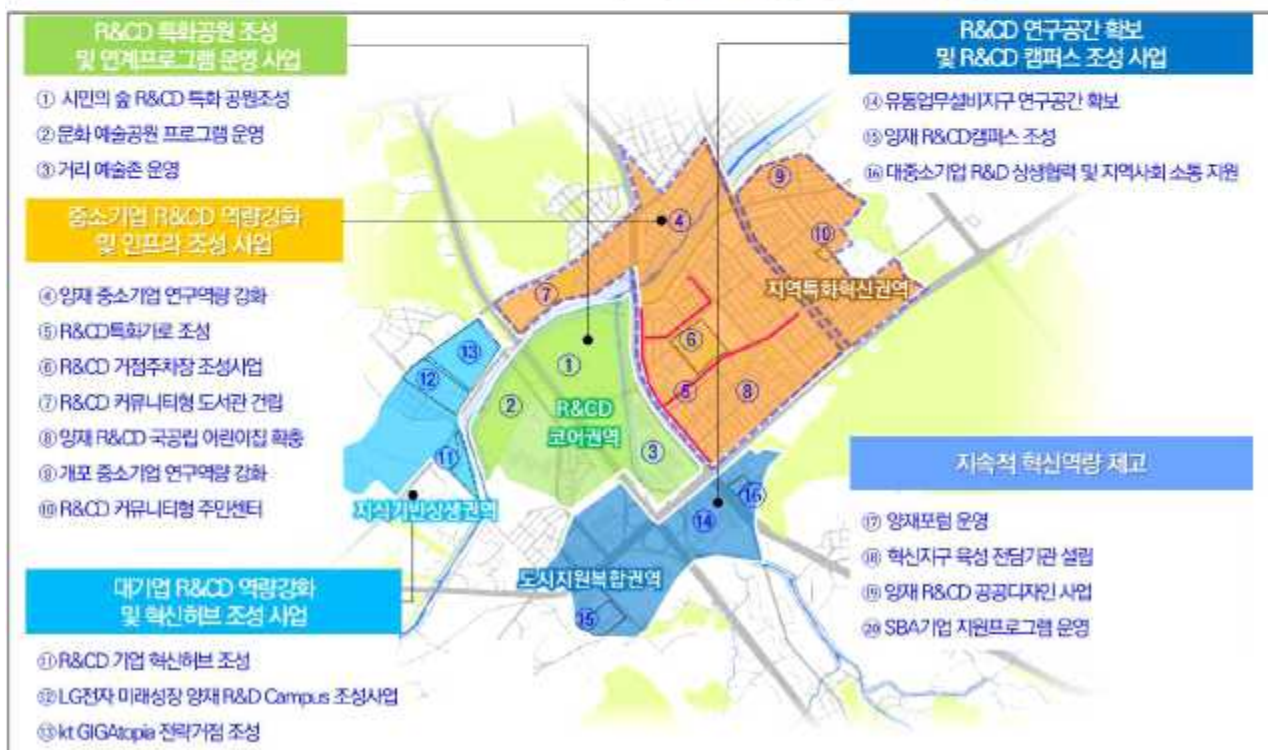 R&CD 특화공원 조성
및 연계프로그램 운영 사업
① 시민의 숲 R&CD 특화 공원조성
② 문화 예술공원 프로그램 운영
③ 거리 예술존 운영
중소기업 R&CD 역량강화
및 인프라 조성 사업
④ 양재 중소기업 연구역량 강화
⑤ R&CD특화가로 조성
⑥ R&CD 거점주차장 조성사업
⑦ R&CD 커뮤니티형 도서관 건립
⑧ 양재 R&CD 국공립 어린이집 확충
⑨ 개포 중소기업 연구역량 강화
⑩ R&CD 커뮤니티형 주민센터
대기업 R&CD 역량강화
및 혁신허브 조성 사업
⑪ R&CD 기업 혁신허브 조성
⑫ LG전자 미래성장 양재 R&D Campus 조성사업
⑬ kt GIGAtopia 전략거점 조성
R&CD 연구공간 확보
및 R&CD 캠퍼스 조성 사업
⑭ 유통업무설비지구 연구공간 확보
⑮ 양재 R&CD캠퍼스 조성
⑯ 대중소기업 R&D 상생협력 및 지역사회 소통 지원
지속적 혁신역량 제고
⑰ 양재포럼 운영
⑱ 혁신지구 육성 전담기관 설립
⑲ 양재 R&CD 공공디자인 사업
⑳ SBA기업 지원프로그램 운영
⑨
④
⑩
지역특화혁신권역
⑦
⑥
⑬
①
⑫
②
⑤
⑧
R&CD
코어권역
③
⑪
지식기반상생권역
⑯
⑭
도시지원복합권역
⑮